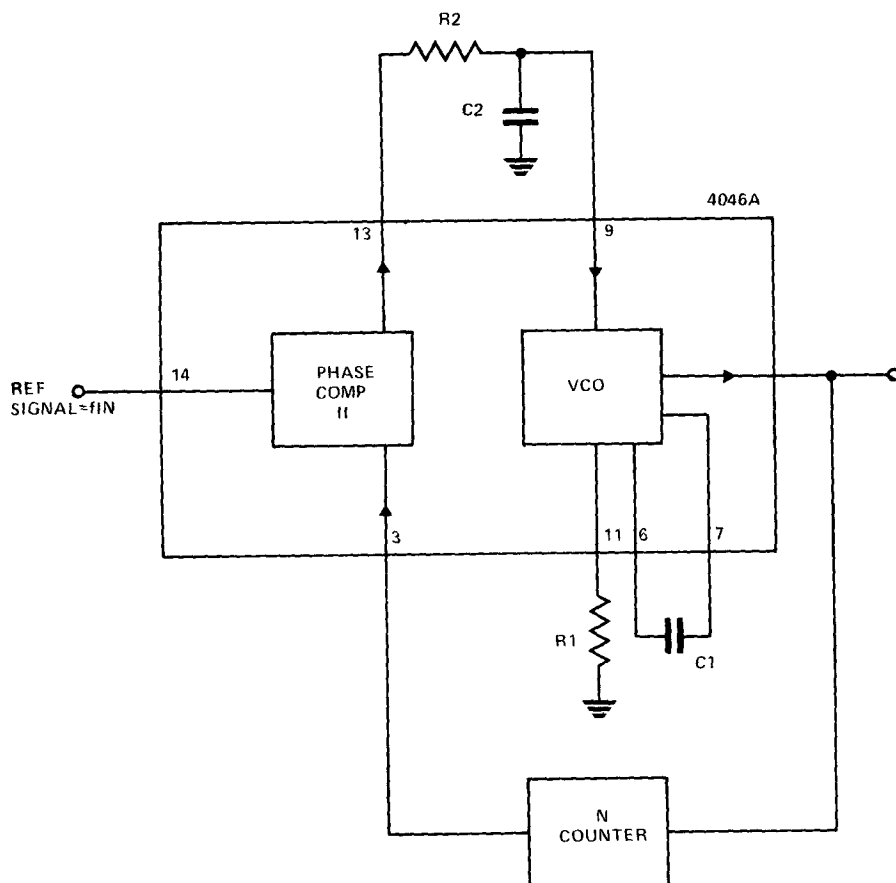 R2
C2
4046A
13
9
14
PHASE
COMP
II
VCO
REF
SIGNAL=fIN
3
11
6
7
R1
C1
N
COUNTER